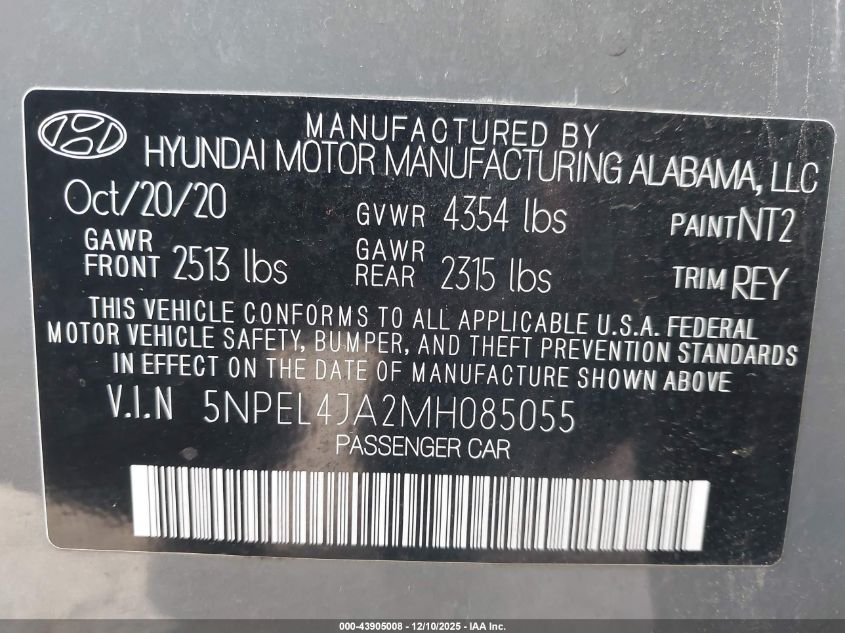 MANUFACTURED BY
HYUNDAI MOTOR MANUFACTURING ALABAMA, LLC
Oct/20/20 GVWR 4354 lbs PAINT NT2
GAWR FRONT 2513 lbs GAWR REAR 2315 lbs TRIM REY
THIS VEHICLE CONFORMS TO ALL APPLICABLE U.S.A. FEDERAL
MOTOR VEHICLE SAFETY, BUMPER, AND THEFT PREVENTION STANDARDS
IN EFFECT ON THE DATE OF MANUFACTURE SHOWN ABOVE
V.I.N 5NPEL4JA2MH085055
PASSENGER CAR
000-43905008 - 12/10/2025 - IAA Inc.